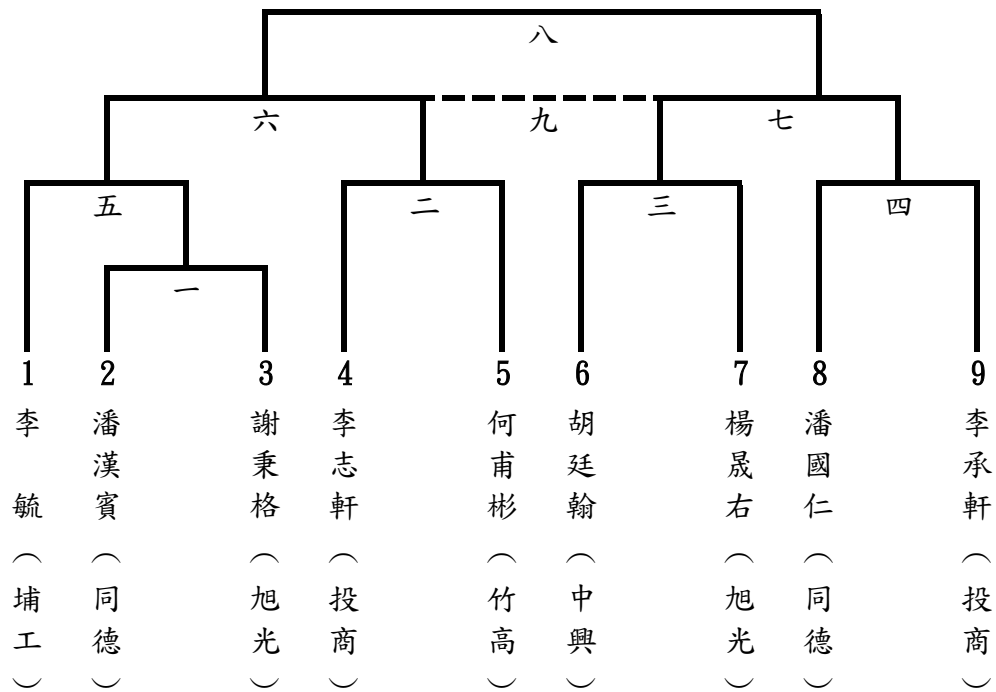 八
六
九
七
五
二
三
四
一
1
2
3
4
5
6
7
8
9
李毓（埔工）
潘漢賓（同德）
謝秉格（旭光）
李志軒（投商）
何甫彬（竹高）
胡廷翰（中興）
楊晟右（旭光）
潘國仁（同德）
李承軒（投商）